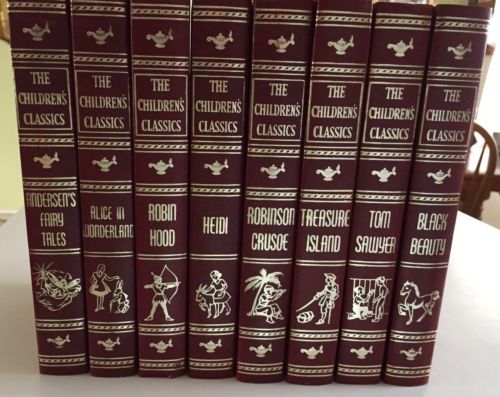 THE
CHILDREN'S
CLASSICS
ANDERSEN'S
FAIRY
TALES
THE
CHILDREN'S
CLASSICS
ALICE IN
WONDERLAND
THE
CHILDREN'S
CLASSICS
ROBIN
HOOD
THE
CHILDREN'S
CLASSICS
HEIDI
THE
CHILDREN'S
CLASSICS
ROBINSON
CRUSOE
THE
CHILDREN'S
CLASSICS
TREASURE
ISLAND
THE
CHILDREN'S
CLASSICS
TOM
SAWYER
THE
CHILDREN'S
CLASSICS
BLACK
BEAUTY